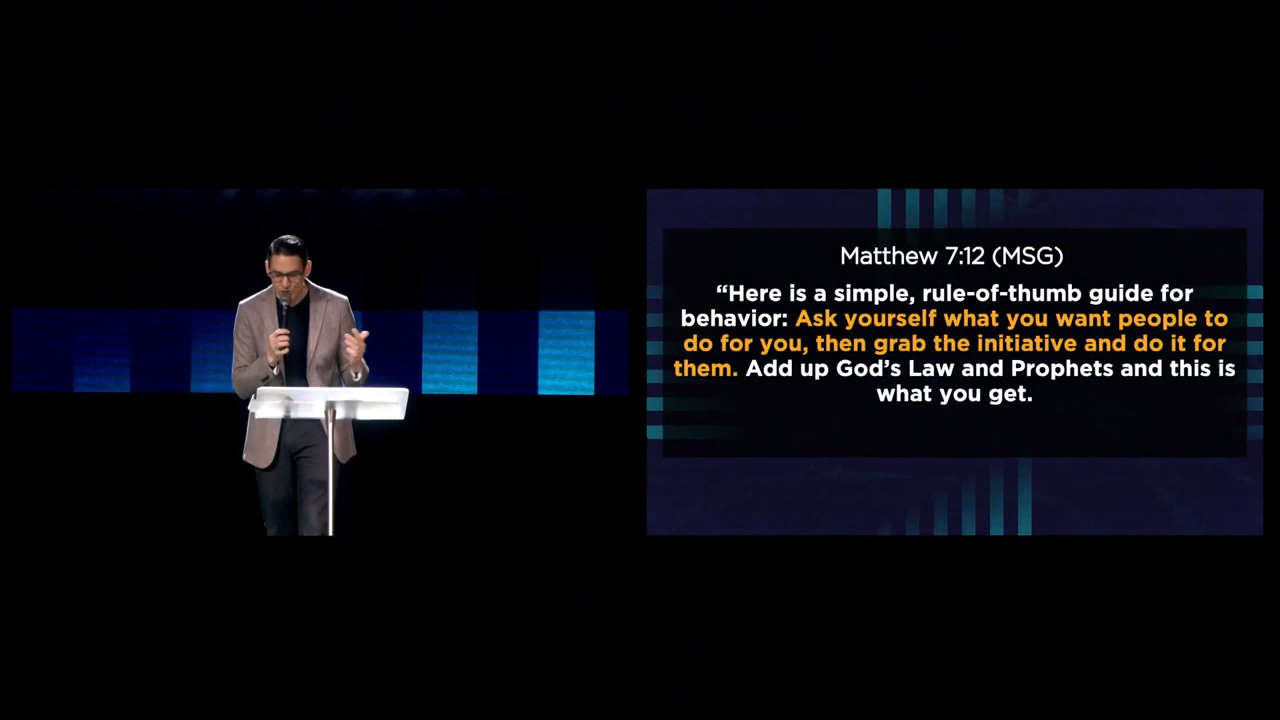 Matthew 7:12 (MSG)
“Here is a simple, rule-of-thumb guide for
behavior: Ask yourself what you want people to
do for you, then grab the initiative and do it for
them. Add up God’s Law and Prophets and this is
what you get.